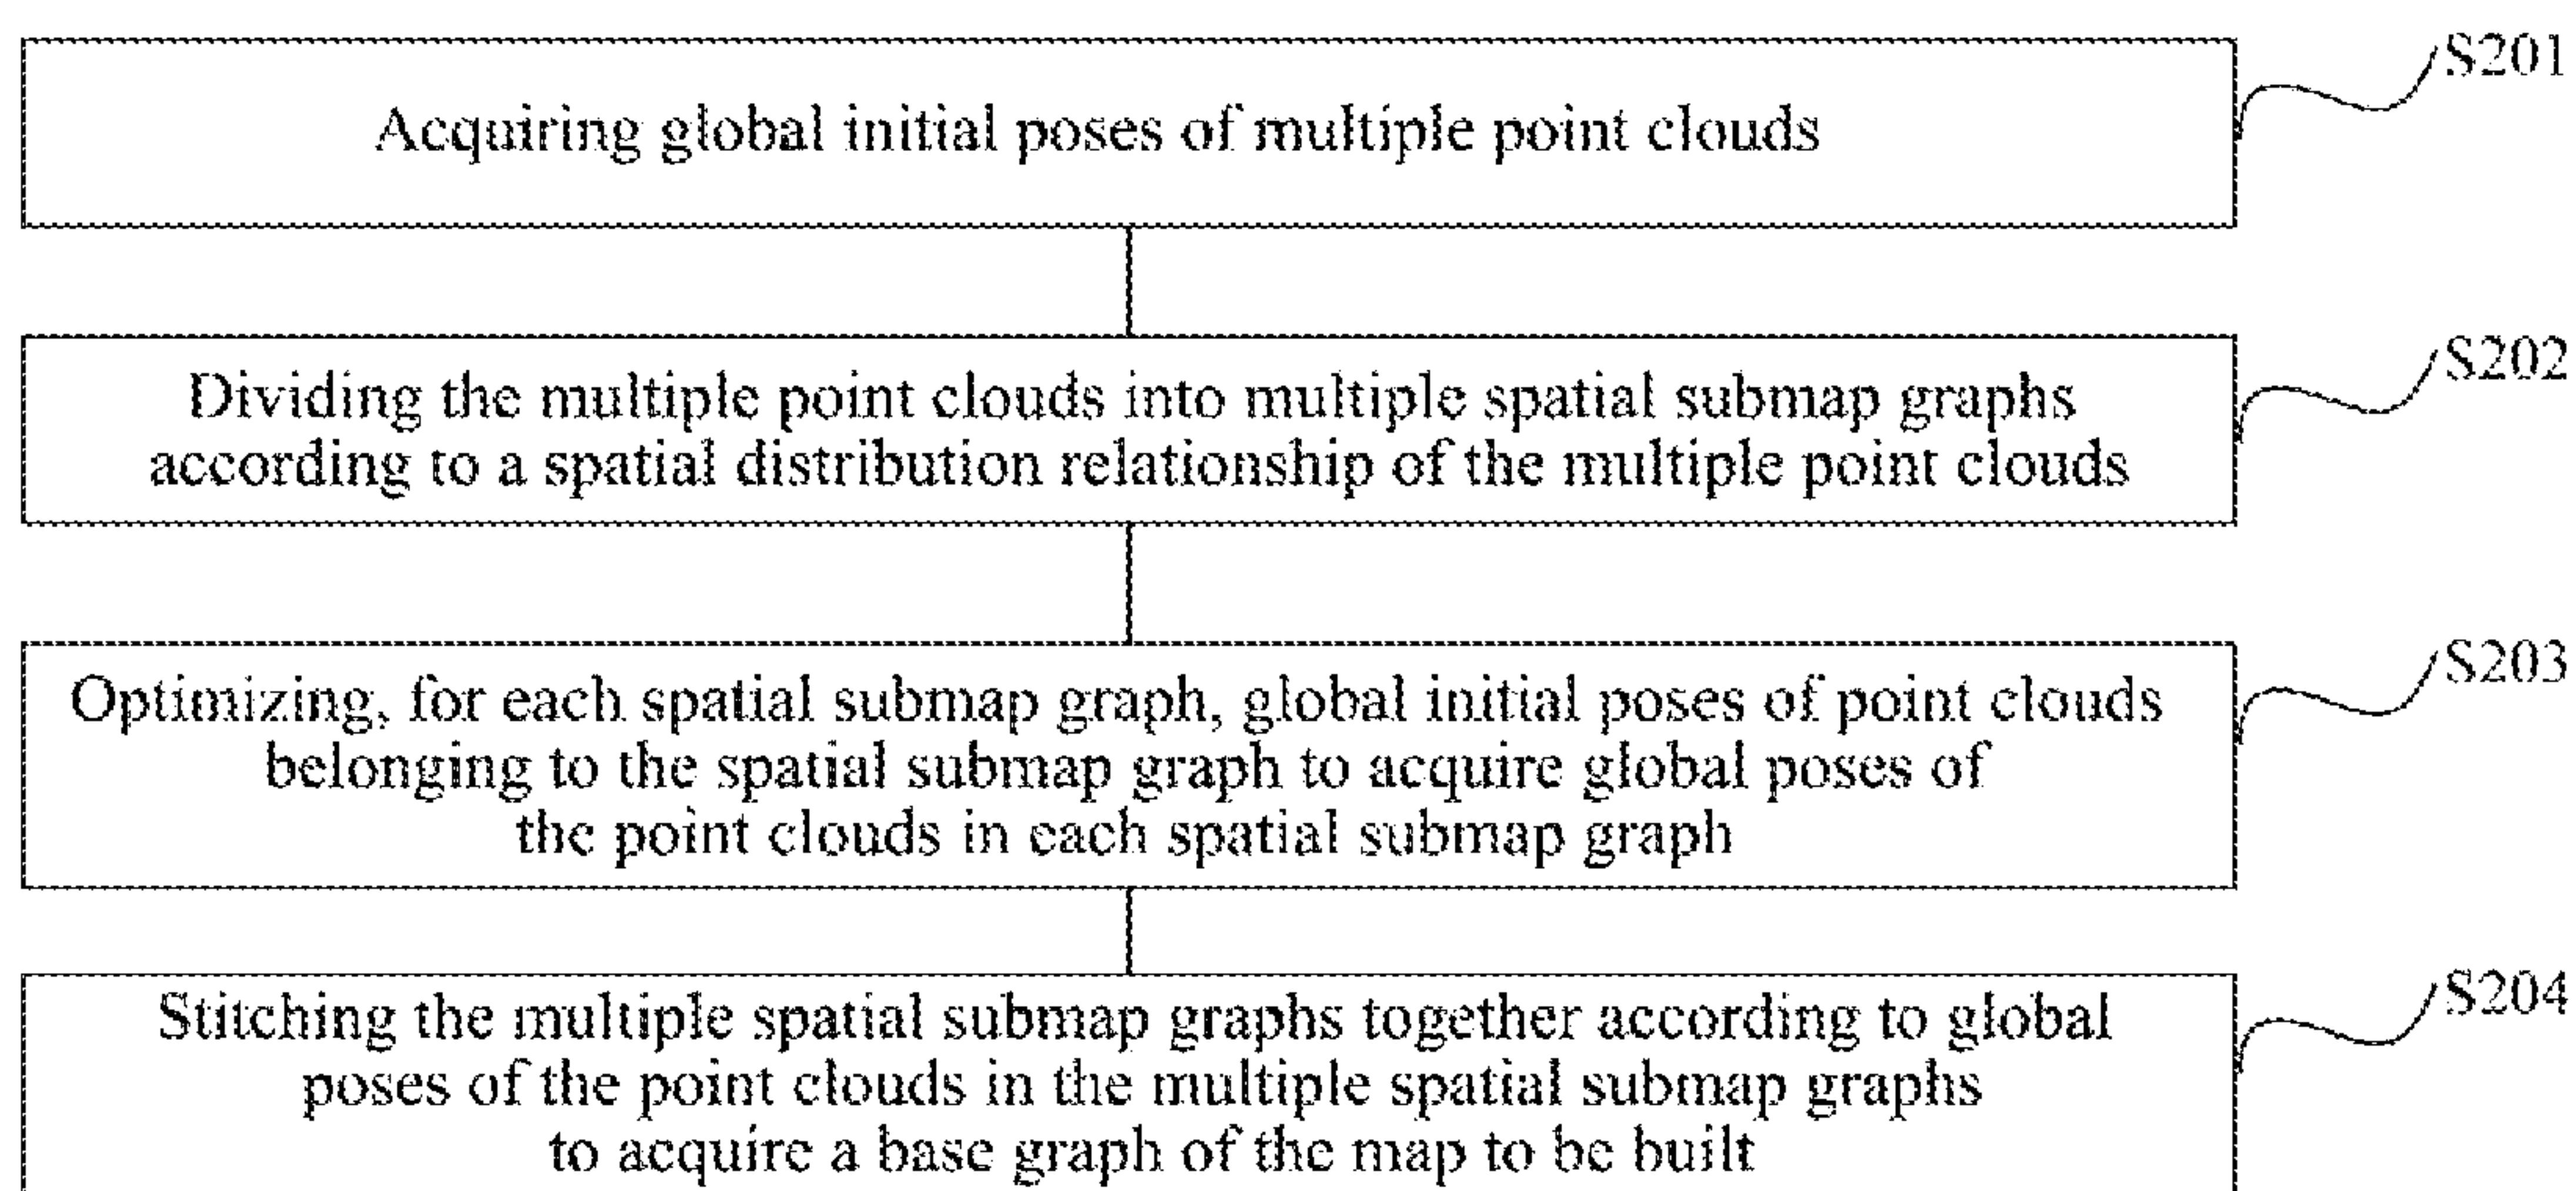 Acquiring global initial poses of multiple point clouds
S201
Dividing the multiple point clouds into multiple spatial submap graphs
according to a spatial distribution relationship of the multiple point clouds
S202
Optimizing, for each spatial submap graph, global initial poses of point clouds
belonging to the spatial submap graph to acquire global poses of
the point clouds in each spatial submap graph
S203
Stitching the multiple spatial submap graphs together according to global
poses of the point clouds in the multiple spatial submap graphs
to acquire a base graph of the map to be built
S204